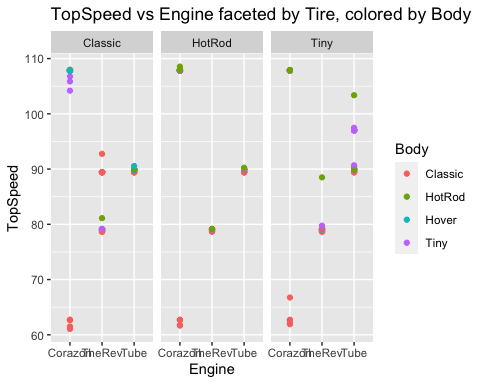 TopSpeed vs Engine faceted by Tire, colored by Body
Classic HotRod Tiny
110
100
90
80
70
60
TopSpeed
Corazon TheRev Tube Corazon TheRev Tube Corazon TheRev Tube
Engine
Body
Classic
HotRod
Hover
Tiny